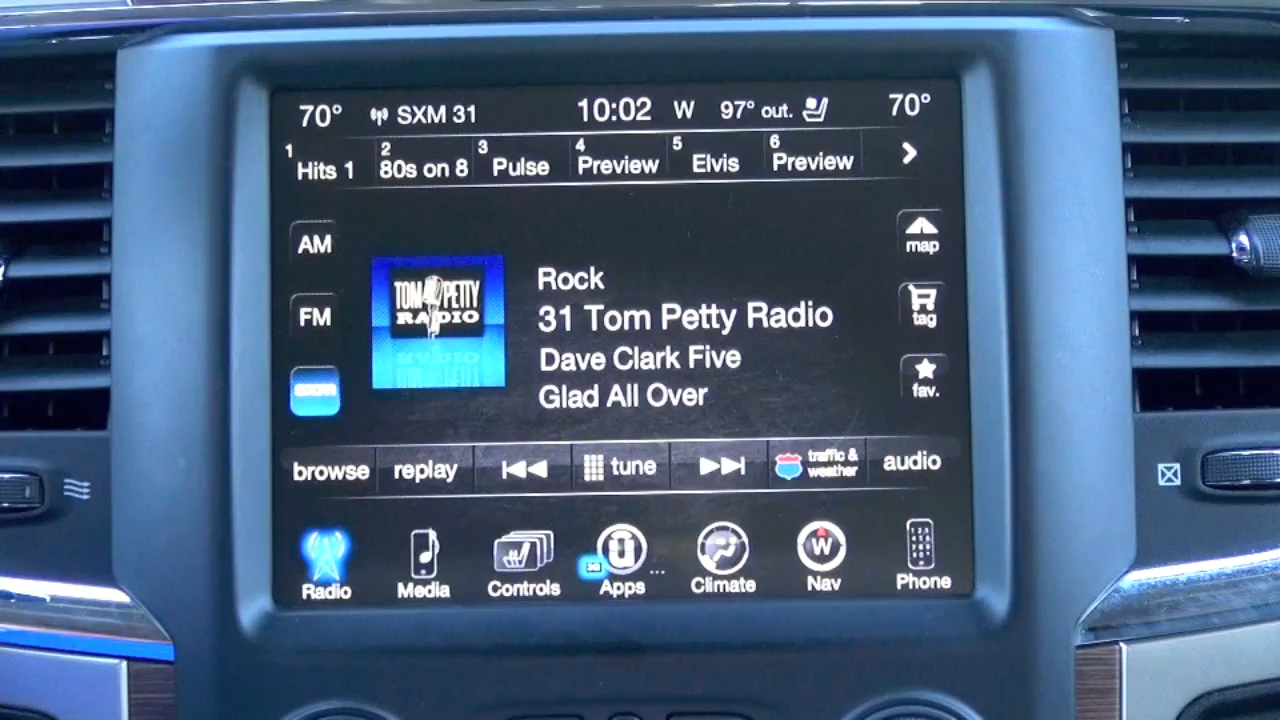 70° SXM 31 10:02 W 97° out. 70°
1 Hits 1 2 80s on 8 3 Pulse 4 Preview 5 Elvis 6 Preview
AM
FM
TOM PETTY
RADIO
Rock
31 Tom Petty Radio
Dave Clark Five
Glad All Over
map
tag
fav.
browse replay tune traffic & audio
weather
Radio Media Controls 3G Apps ... Climate W Nav Phone